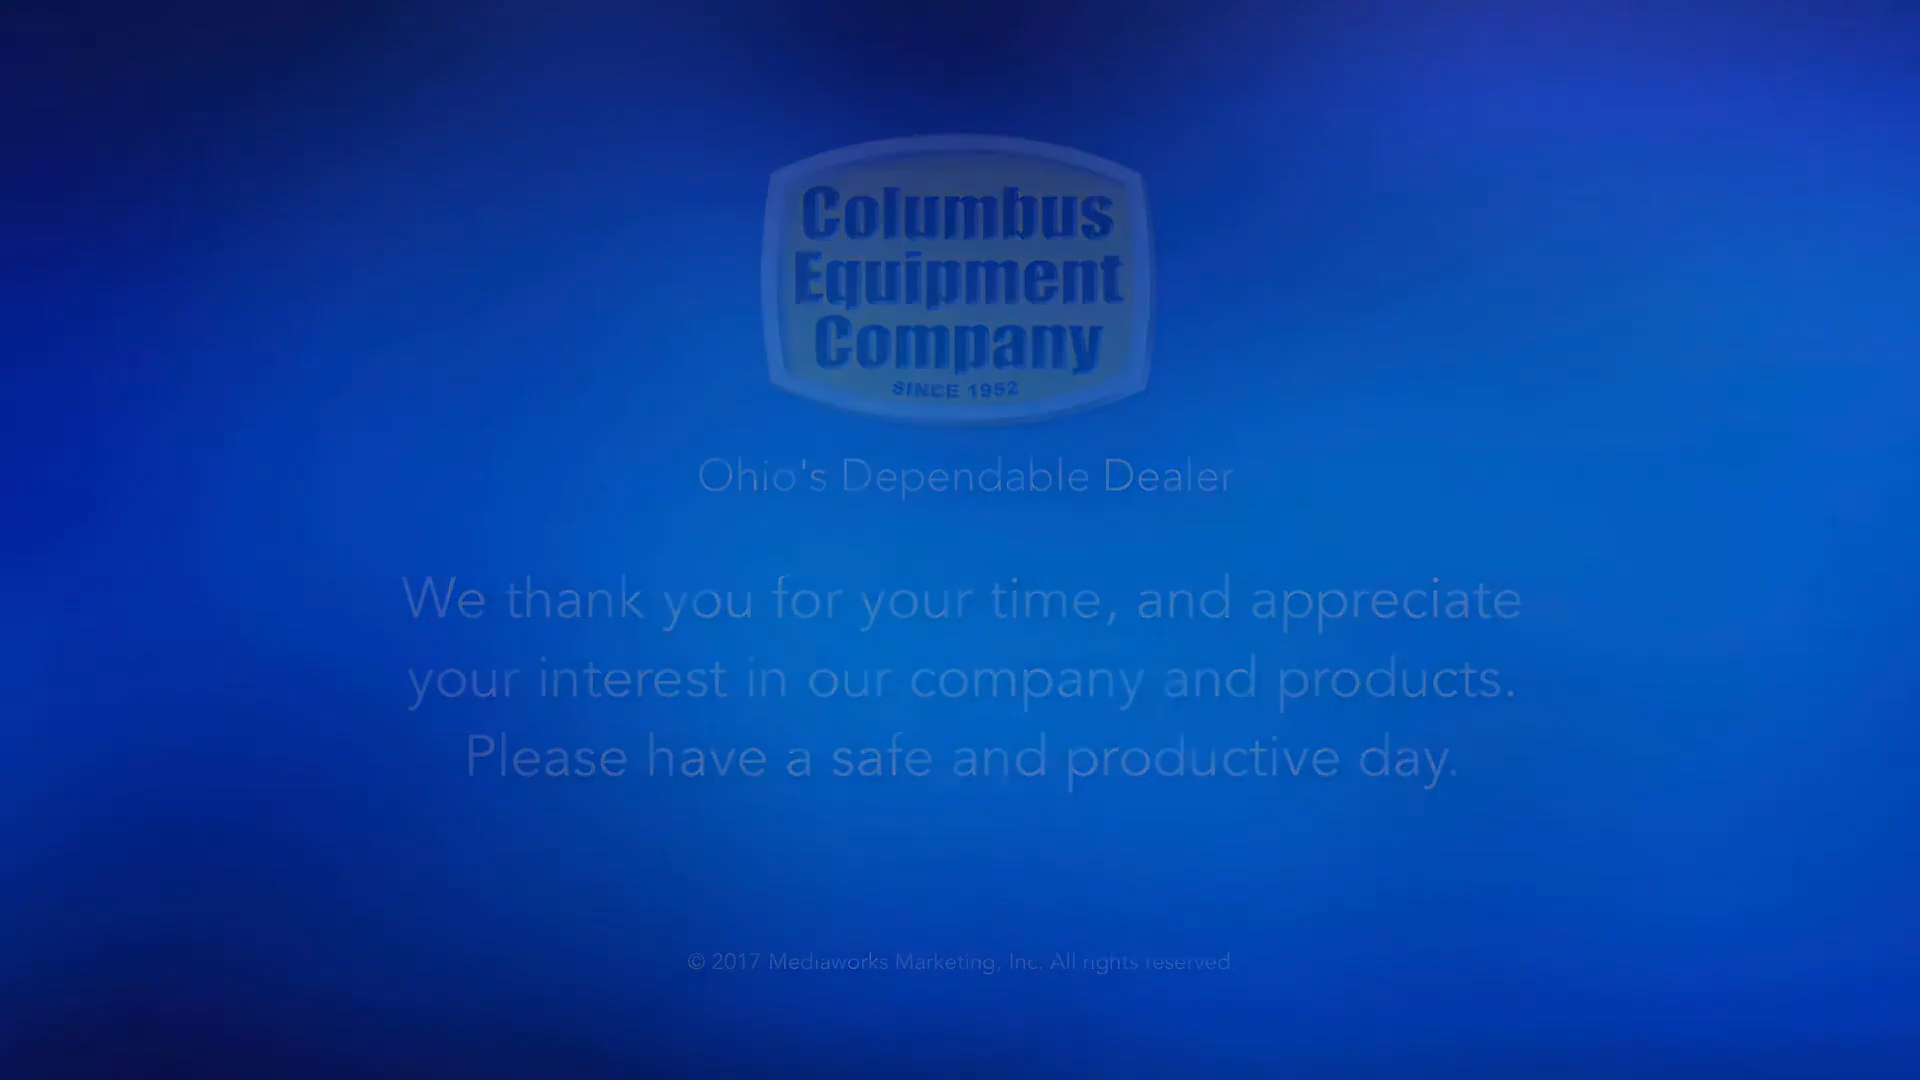 Columbus
Equipment
Company
SINCE 1952
Ohio's Dependable Dealer
We thank you for your time, and appreciate
your interest in our company and products.
Please have a safe and productive day.
© 2017 Mediaworks Marketing, Inc. All rights reserved